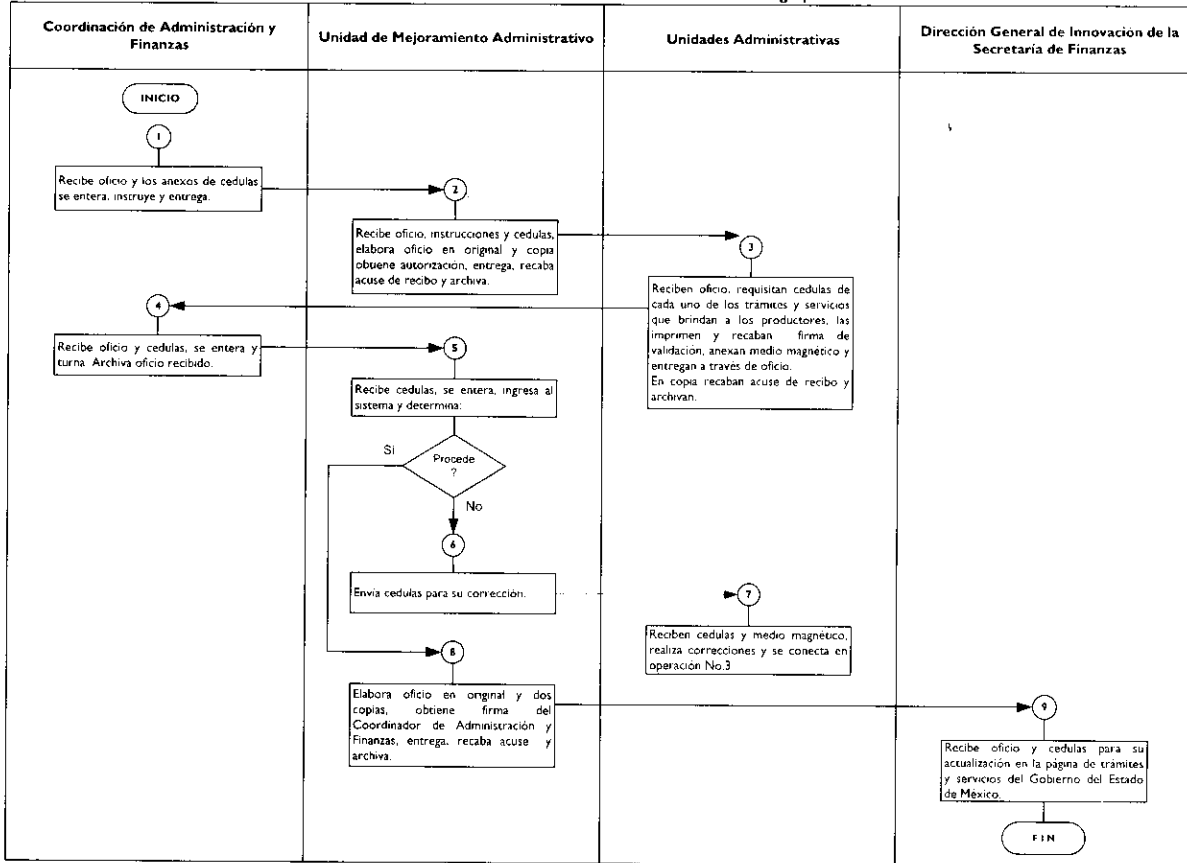 Coordinación de Administración y
Finanzas
Unidad de Mejoramiento Administrativo
Unidades Administrativas
Dirección General de Innovación de la
Secretaría de Finanzas
INICIO
1
Recibe oficio y los anexos de cedulas
se entera, instruye y entrega.
2
Recibe oficio, instrucciones y cedulas,
elabora oficio en original y copia
obtiene autorización, entrega, recaba
acuse de recibo y archiva.
3
Reciben oficio, requisitan cedulas de
cada uno de los trámites y servicios
que brindan a los productores, las
imprimen y recaban firma de
validación, anexan medio magnético y
entregan a través de oficio.
En copia recaban acuse de recibo y
archivan.
4
Recibe oficio y cedulas, se entera y
turna. Archiva oficio recibido.
5
Recibe cedulas, se entera, ingresa al
sistema y determina:
Procede
?
Si
No
6
Envía cedulas para su corrección.
7
Reciben cedulas y medio magnético,
realiza correcciones y se conecta en
operación No.3
8
Elabora oficio en original y dos
copias, obtiene firma del
Coordinador de Administración y
Finanzas, entrega, recaba acuse y
archiva.
9
Recibe oficio y cedulas para su
actualización en la página de trámites
y servicios del Gobierno del Estado
de México.
FIN